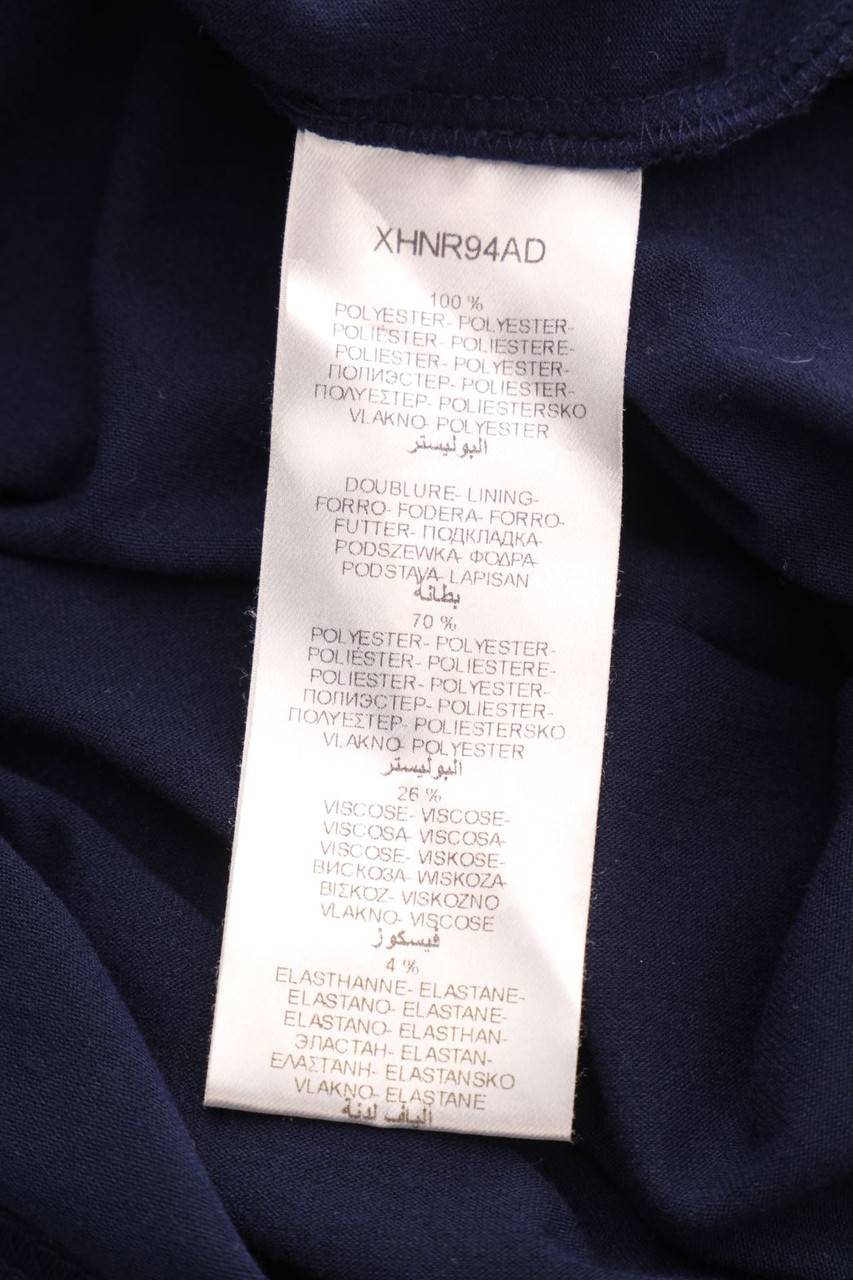 XHNR94AD
100 %
POLYESTER- POLYESTER-
POLIÉSTER- POLIESTERE-
POLIESTER- POLYESTER-
ПОЛИЭСТЕР- POLIESTER-
ΠΟΛΥΕΣΤΕΡ- POLIESTERSKO
VLAKNO- POLYESTER
البوليستر
DOUBLURE- LINING-
FORRO- FODERA- FORRO-
FUTTER- ПОДКЛАДКА-
PODSZEWKA- ΦΟΔΡΑ-
PODSTAVA- LAPISAN
بطانه
70 %
POLYESTER- POLYESTER-
POLIÉSTER- POLIESTERE-
POLIESTER- POLYESTER-
ПОЛИЭСТЕР- POLIESTER-
ΠΟΛΥΕΣΤΕΡ- POLIESTERSKO
VLAKNO- POLYESTER
البوليستر
26 %
VISCOSE- VISCOSE-
VISCOSA- VISCOSA-
VISCOSE- VISKOSE-
ВИСКОЗА- WISKOZA-
ΒΙΣΚΌΖ- VISKOZNO
VLAKNO- VISCOSE
فيسكوز
4 %
ELASTHANNE- ELASTANE-
ELASTANO- ELASTANE-
ELASTANO- ELASTHAN-
ЭЛАСТАН- ELASTAN-
ΕΛΑΣΤΑΝΗ- ELASTANSKO
VLAKNO- ELASTANE
ألياف لدنة